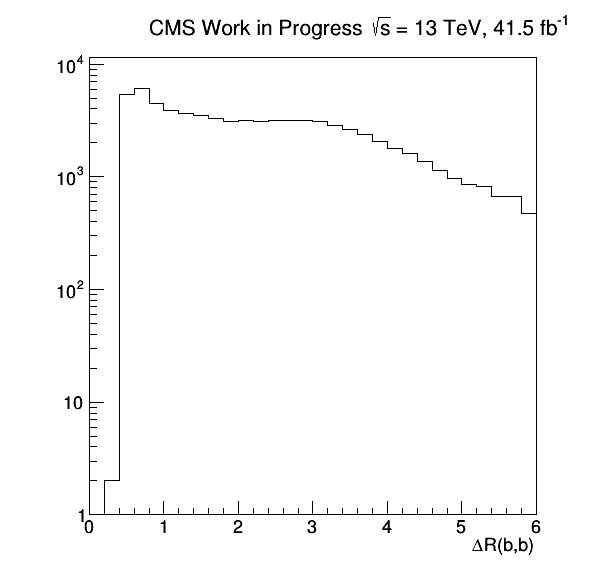 CMS Work in Progress √s = 13 TeV, 41.5 fb⁻¹
10⁴
10³
10²
10
1
0 1 2 3 4 5 6
ΔR(b,b)